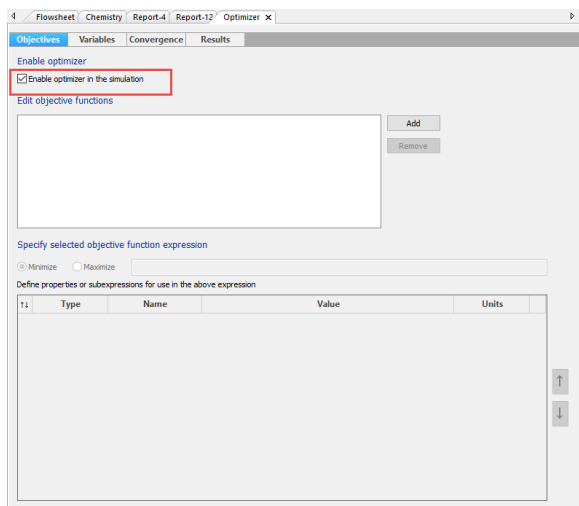 Flowsheet Chemistry Report-4 Report-12 Optimizer
Objectives Variables Convergence Results
Enable optimizer
Enable optimizer in the simulation
Edit objective functions
Add
Remove
Specify selected objective function expression
Minimize Maximize
Define properties or subexpressions for use in the above expression
Type Name Value Units